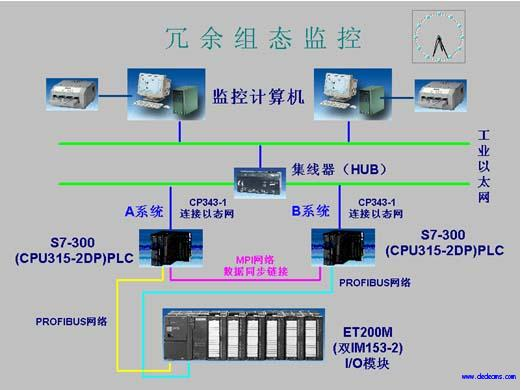 冗余组态监控
监控计算机
工业以太网
集线器（HUB）
CP343-1
连接以态网
A系统
B系统
CP343-1
连接以态网
S7-300
(CPU315-2DP)PLC
S7-300
(CPU315-2DP)PLC
MPI网络
数据同步链接
PROFIBUS网络
PROFIBUS网络
ET200M
(双IM153-2)
I/O模块
www.dedeams.com